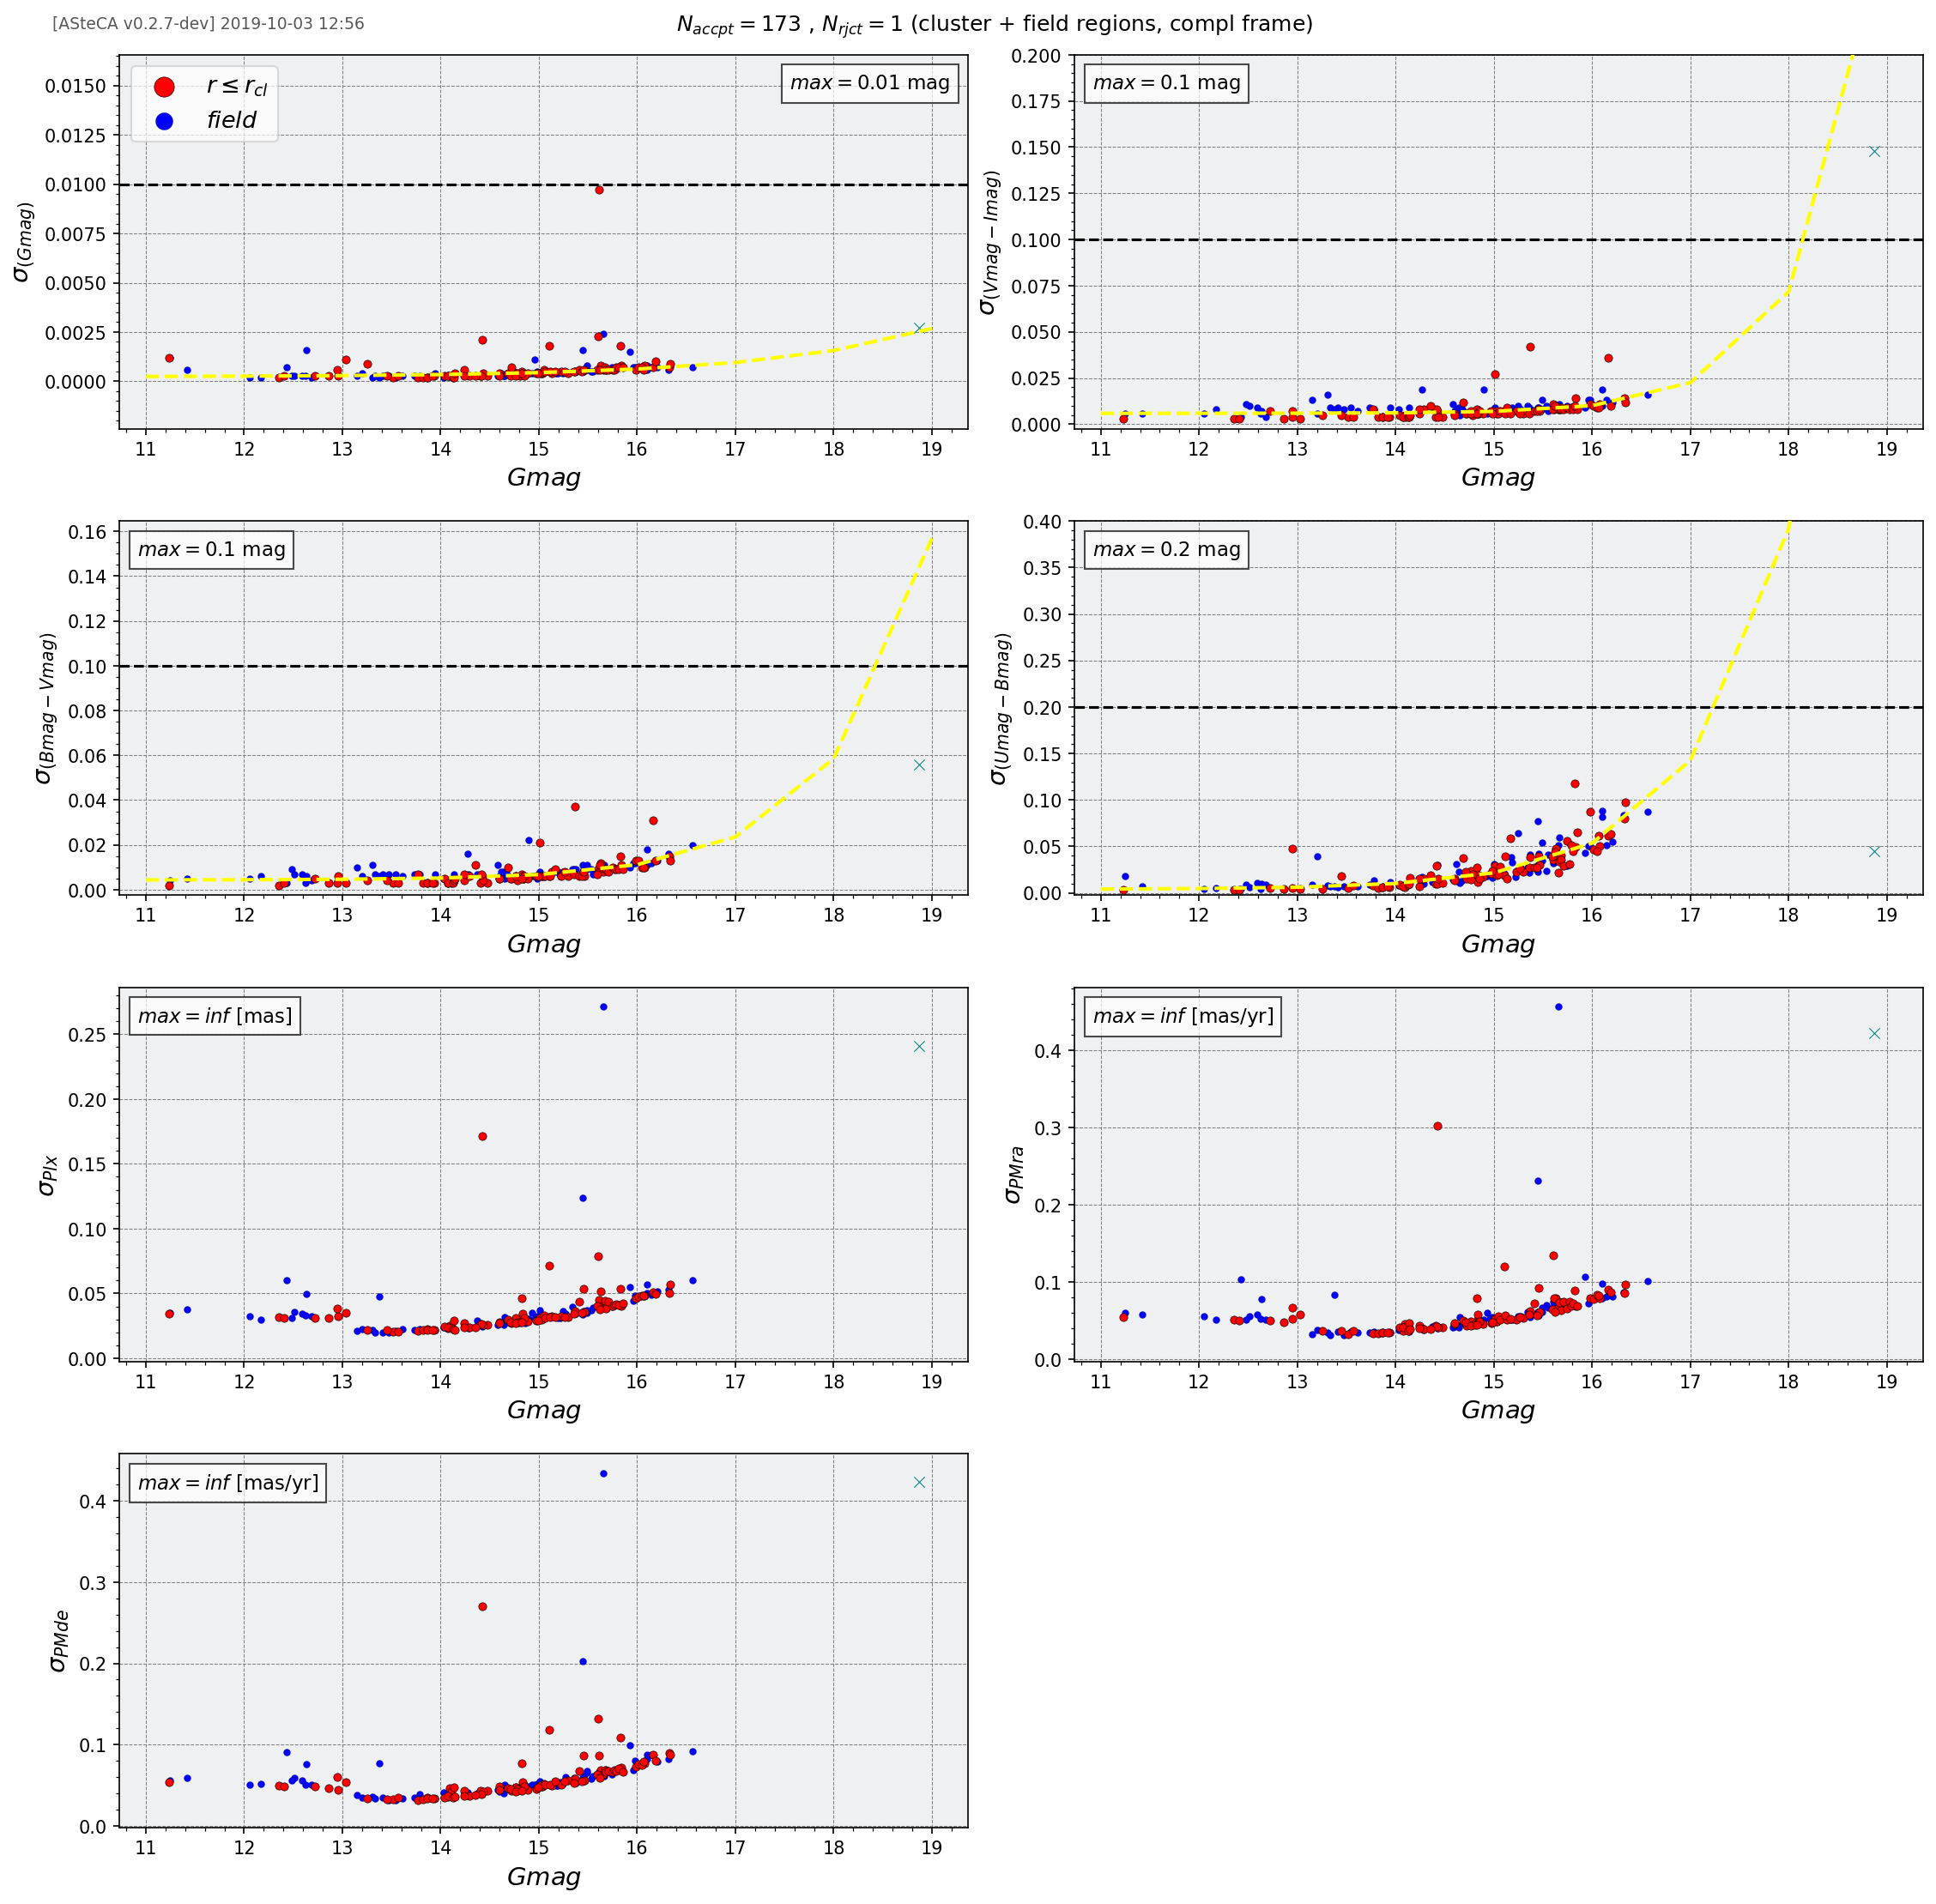 [ASteCA v0.2.7-dev] 2019-10-03 12:56
N_accpt = 173 , N_rjct = 1 (cluster + field regions, compl frame)
r ≤ r_cl
field
max = 0.01 mag
0.0150
0.0125
0.0100
0.0075
0.0050
0.0025
0.0000
σ_(Gmag)
11 12 13 14 15 16 17 18 19
Gmag
max = 0.1 mag
0.200
0.175
0.150
0.125
0.100
0.075
0.050
0.025
0.000
σ_(Vmag − Imag)
11 12 13 14 15 16 17 18 19
Gmag
max = 0.1 mag
0.16
0.14
0.12
0.10
0.08
0.06
0.04
0.02
0.00
σ_(Bmag − Vmag)
11 12 13 14 15 16 17 18 19
Gmag
max = 0.2 mag
0.40
0.35
0.30
0.25
0.20
0.15
0.10
0.05
0.00
σ_(Umag − Bmag)
11 12 13 14 15 16 17 18 19
Gmag
max = inf [mas]
0.25
0.20
0.15
0.10
0.05
0.00
σ_Plx
11 12 13 14 15 16 17 18 19
Gmag
max = inf [mas/yr]
0.4
0.3
0.2
0.1
0.0
σ_PMra
11 12 13 14 15 16 17 18 19
Gmag
max = inf [mas/yr]
0.4
0.3
0.2
0.1
0.0
σ_PMde
11 12 13 14 15 16 17 18 19
Gmag